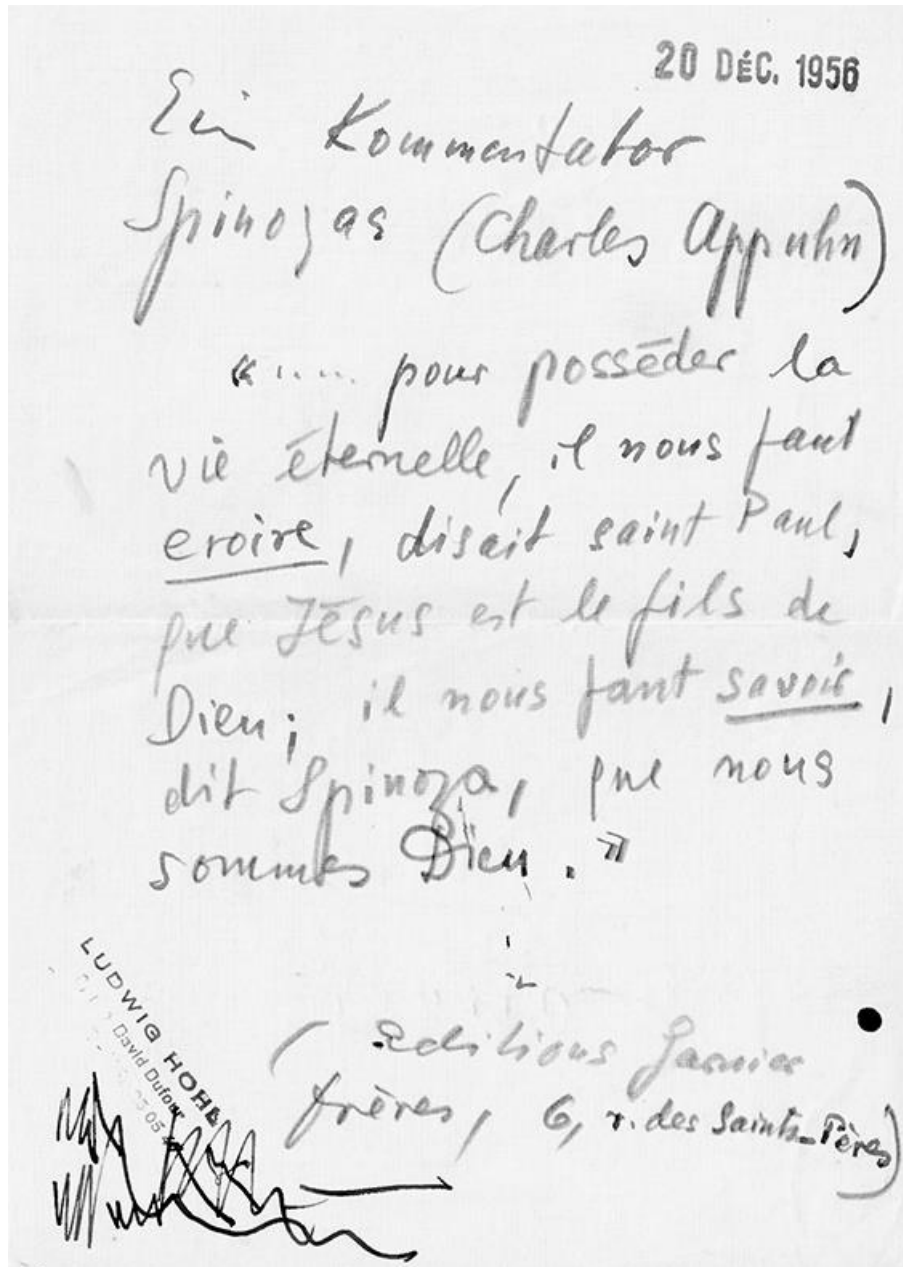 20 DÉC. 1956
Ein Kommentator
Spinozas (Charles Appuhn)
«..... pour posséder la
vie éternelle, il nous faut
croire, disait saint Paul,
que Jésus est le fils de
Dieu; il nous faut savoir,
dit Spinoza, que nous
sommes Dieu.»
(Editions Garnier
frères, 6, r. des Saints-Pères)
LUDWIG HOHL
David Dufour